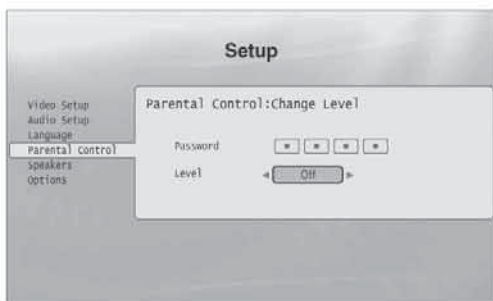 Setup
Video Setup
Audio Setup
Language
Parental Control
Speakers
Options
Parental Control:Change Level
Password
Level
Off